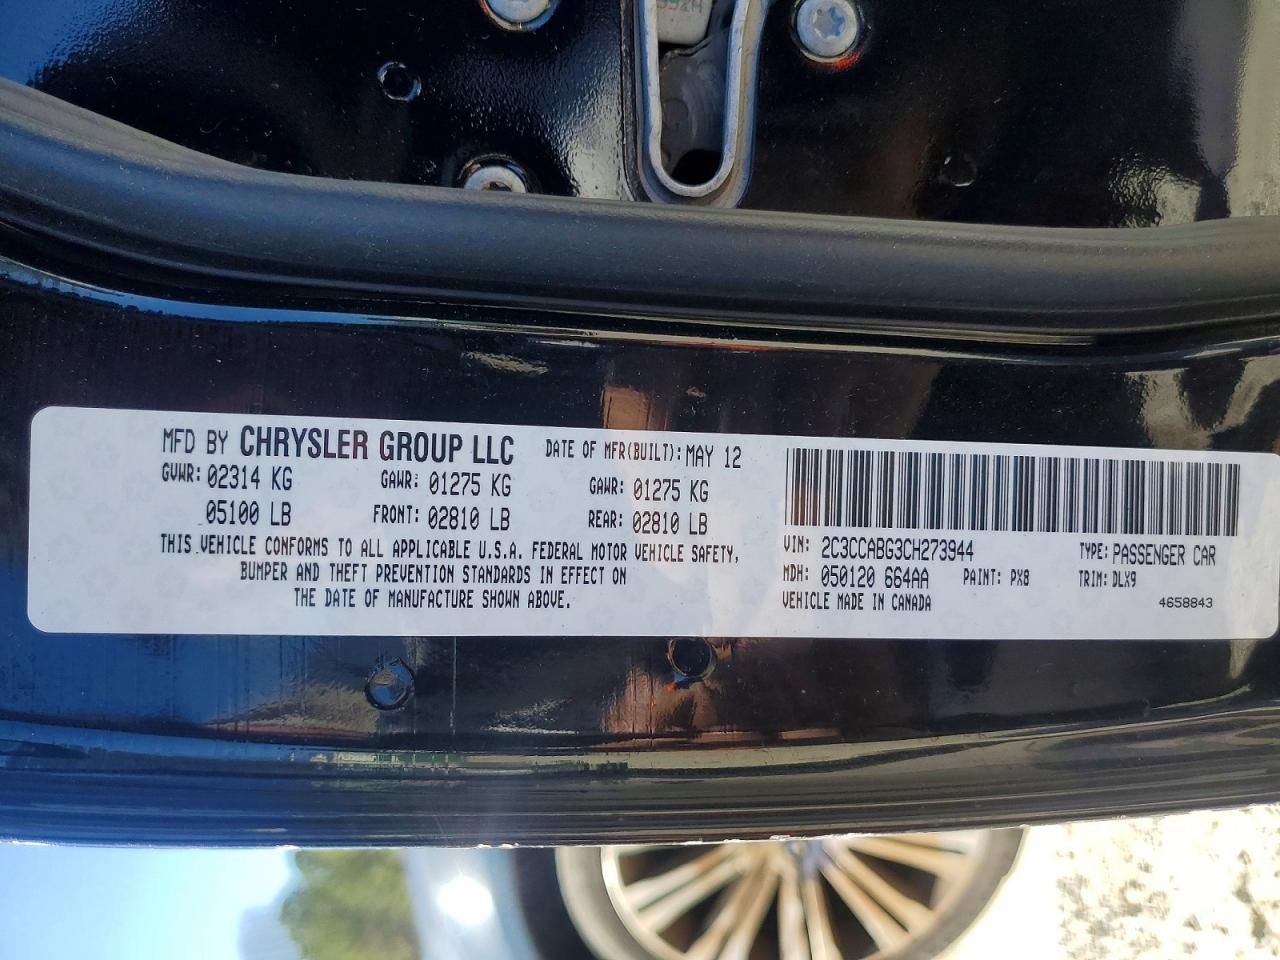 MFD BY CHRYSLER GROUP LLC DATE OF MFR(BUILT): MAY 12
GVWR: 02314 KG GAWR: 01275 KG GAWR: 01275 KG
05100 LB FRONT: 02810 LB REAR: 02810 LB
THIS VEHICLE CONFORMS TO ALL APPLICABLE U.S.A. FEDERAL MOTOR VEHICLE SAFETY,
BUMPER AND THEFT PREVENTION STANDARDS IN EFFECT ON
THE DATE OF MANUFACTURE SHOWN ABOVE.
VIN: 2C3CCABG3CH273944 TYPE: PASSENGER CAR
MDH: 050120 664AA PAINT: PX8 TRIM: DLX9
VEHICLE MADE IN CANADA 4658843